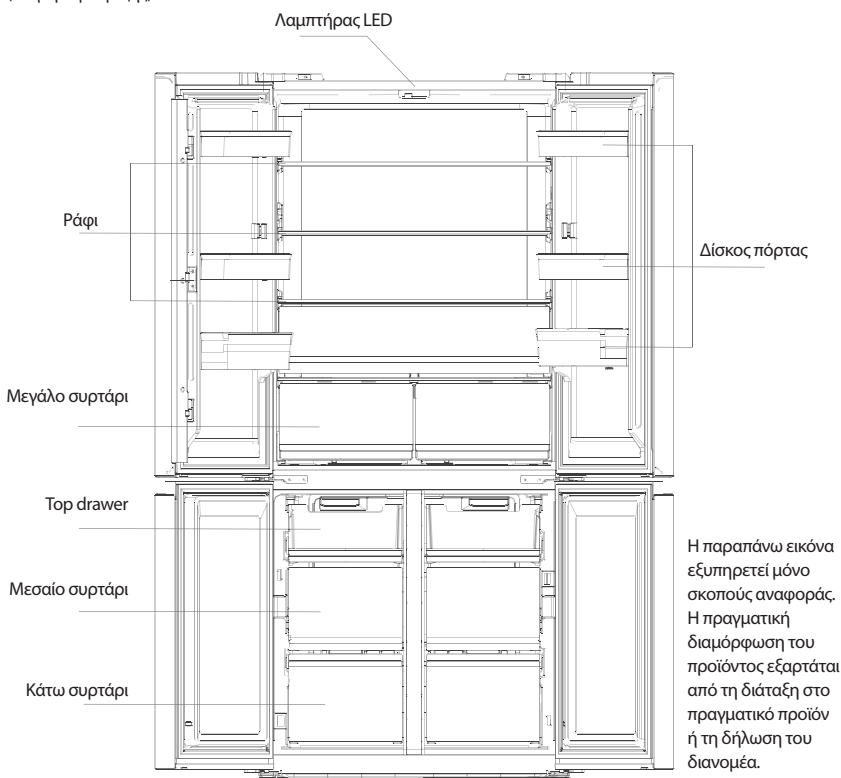 Λαμπτήρας LED
Ράφι
Δίσκος πόρτας
Μεγάλο συρτάρι
Top drawer
Μεσαίο συρτάρι
Κάτω συρτάρι
Η παραπάνω εικόνα
εξυπηρετεί μόνο
σκοπούς αναφοράς.
Η πραγματική
διαμόρφωση του
προϊόντος εξαρτάται
από τη διάταξη στο
πραγματικό προϊόν
ή τη δήλωση του
διανομέα.